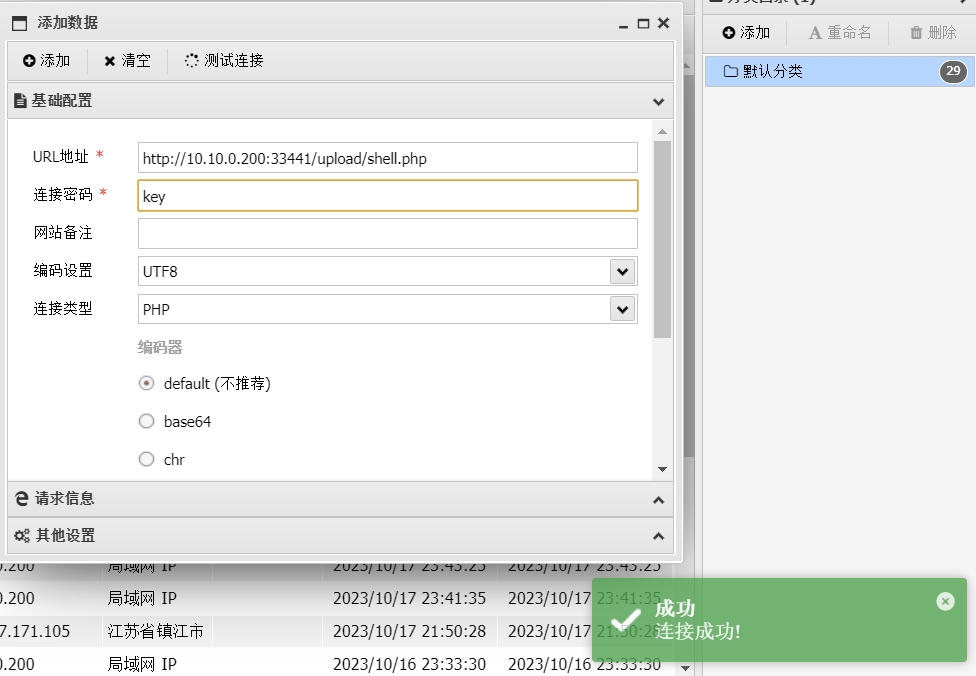 添加数据
添加 清空 测试连接
基础配置
URL地址 * http://10.10.0.200:33441/upload/shell.php
连接密码 * key
网站备注
编码设置 UTF8
连接类型 PHP
编码器
default (不推荐)
base64
chr
请求信息
其他设置
添加 重命名 删除
默认分类 29
0.200 局域网 IP 2023/10/17 23:43:25 2023/10/17 23:43:25
0.200 局域网 IP 2023/10/17 23:41:35 2023/10/17 23:41:35
7.171.105 江苏省镇江市 2023/10/17 21:50:28 2023/10/17 21:50:28
0.200 局域网 IP 2023/10/16 23:33:30 2023/10/16 23:33:30
成功
连接成功!